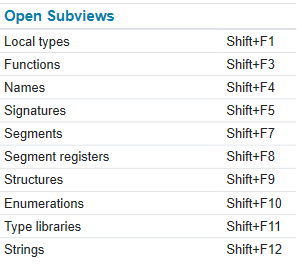 Open Subviews
Local types Shift+F1
Functions Shift+F3
Names Shift+F4
Signatures Shift+F5
Segments Shift+F7
Segment registers Shift+F8
Structures Shift+F9
Enumerations Shift+F10
Type libraries Shift+F11
Strings Shift+F12